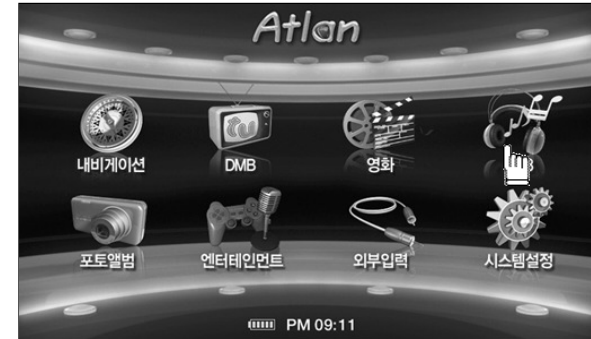 Atlan
내비게이션
DMB
영화
포토앨범
엔터테인먼트
외부입력
시스템설정
PM 09:11